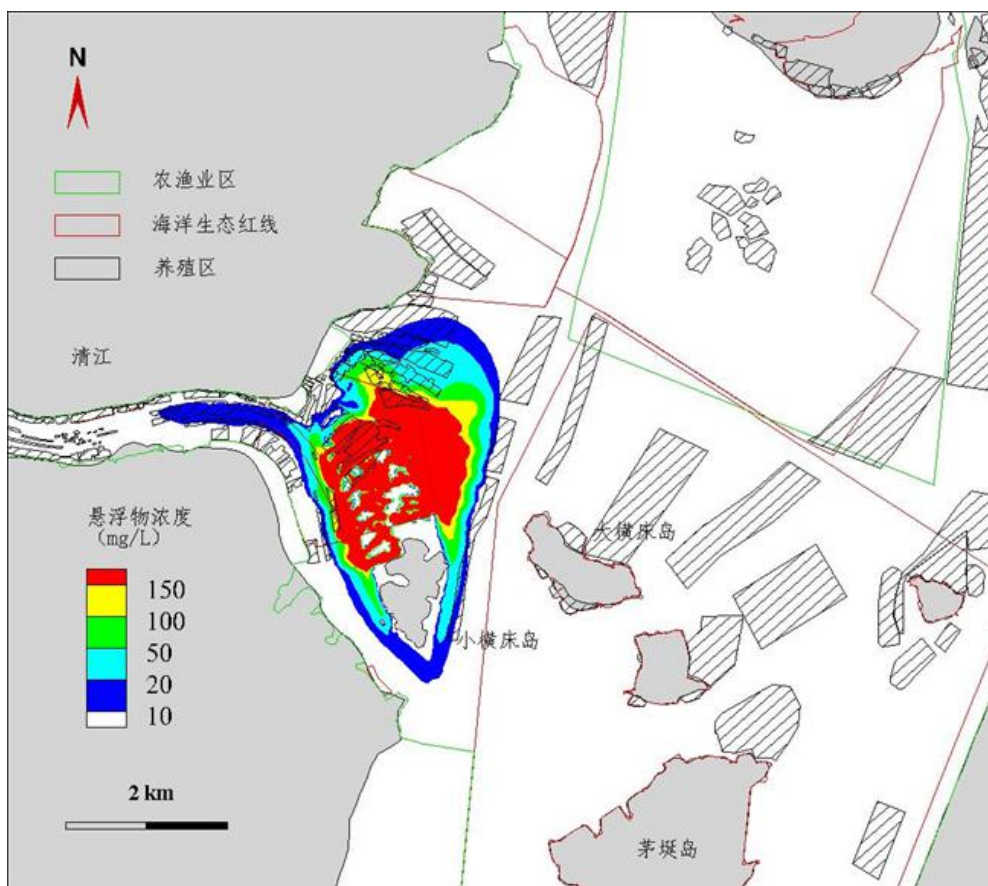 N
农渔业区
海洋生态红线
养殖区
清江
悬浮物浓度
(mg/L)
150
100
50
20
10
2 km
大横床岛
小横床岛
茅埏岛